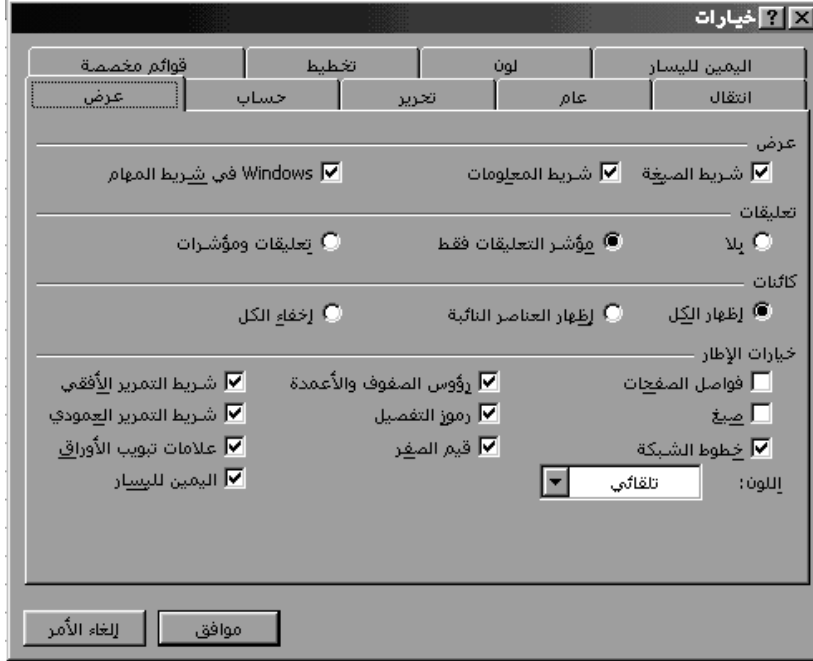 خيارات
اليمين لليسار لون تخطيط قوائم مخصصة
انتقال عام تحرير حساب عرض
عرض
شريط الصيغة شريط المعلومات Windows في شريط المهام
تعليقات
بلا مؤشر التعليقات فقط تعليقات ومؤشرات
كائنات
إظهار الكل إظهار العناصر النائبة إخفاء الكل
خيارات الإطار
فواصل الصفحات رؤوس الصفوف والأعمدة شريط التمرير الأفقي
صيغ رموز التفصيل شريط التمرير العمودي
خطوط الشبكة قيم الصفر علامات تبويب الأوراق
اليمين لليسار
اللون: تلقائي
موافق إلغاء الأمر